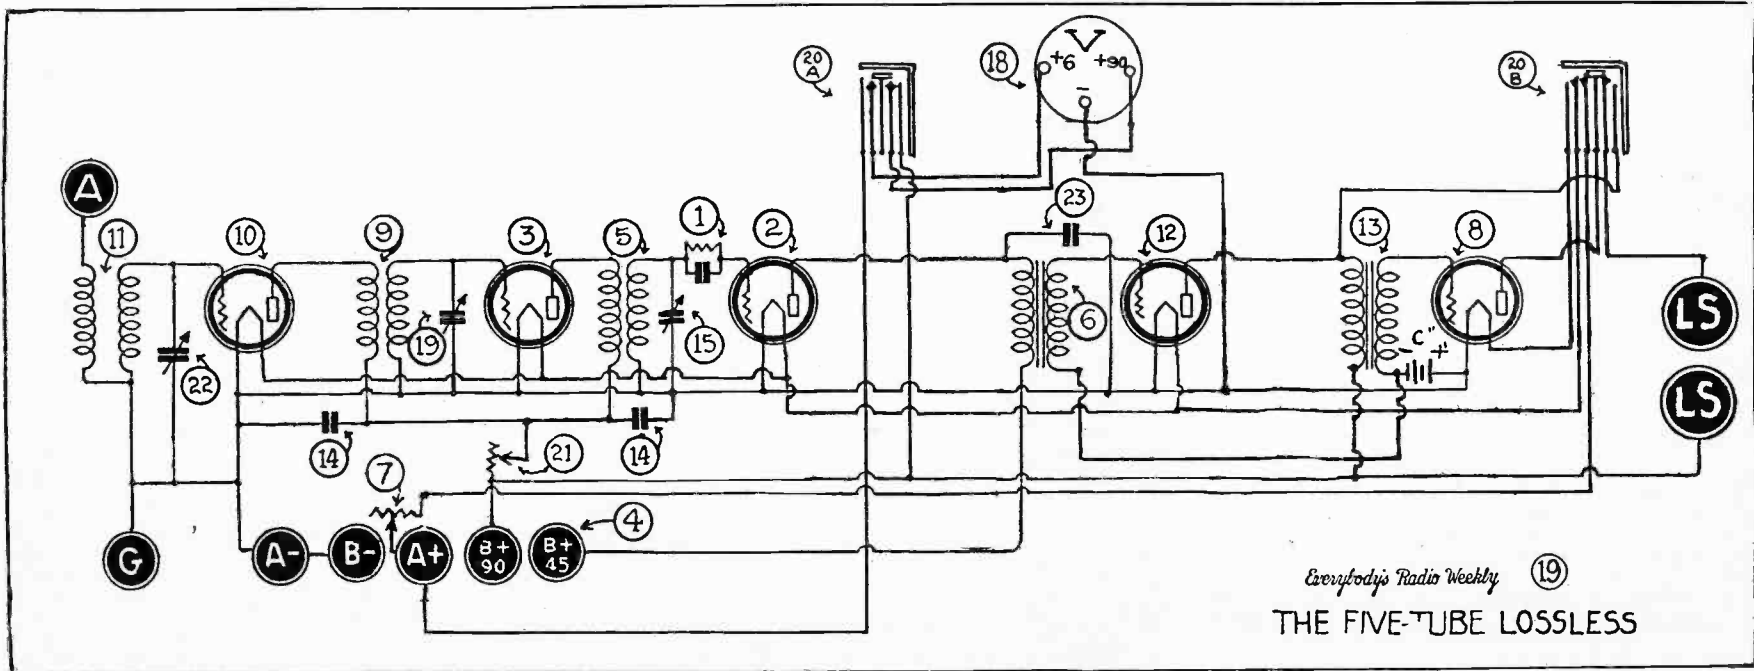 20 A
18
V
+6 +90
-
20 B
A
11
10
9
3
5
1
2
23
12
13
8
22
19
15
6
- "C" +
LS
LS
14
14
21
7
4
G
A-
B-
A+
B+ 90
B+ 45
Everybody's Radio Weekly 19
THE FIVE-TUBE LOSSLESS